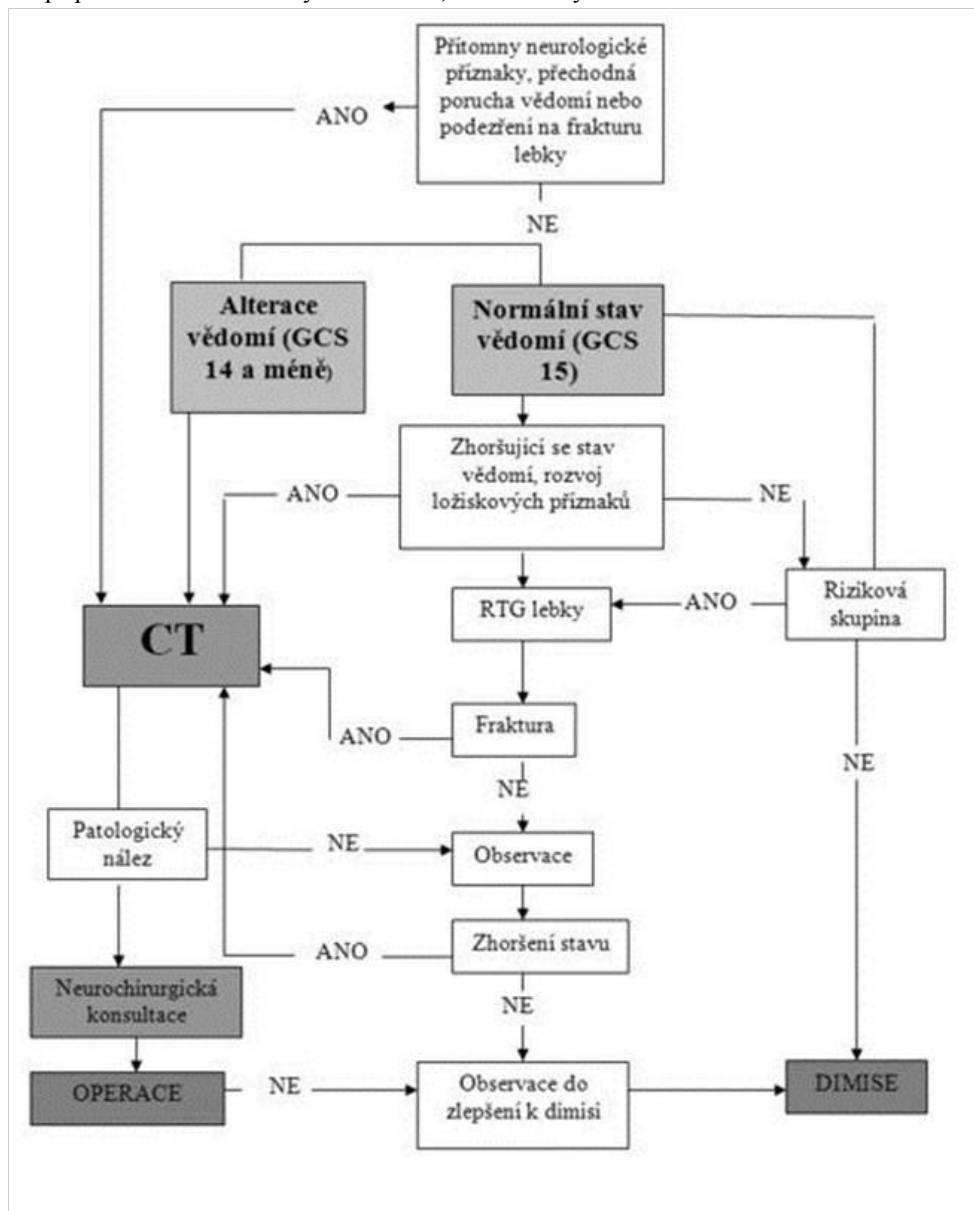 Přítomny neurologické
příznaky, přechodná
porucha vědomí nebo
podezření na frakturu
lebky
ANO
NE
Alterace
vědomí (GCS
14 a méně)
Normální stav
vědomí (GCS
15)
Zhoršující se stav
vědomí, rozvoj
ložiskových příznaků
ANO
NE
CT
RTG lebky
ANO
Riziková
skupina
Fraktura
ANO
NE
NE
Patologický
nález
NE
Observace
Zhoršení stavu
ANO
NE
Neurochirurgická
konsultace
OPERACE
NE
Observace do
zlepšení k dimisi
DIMISE